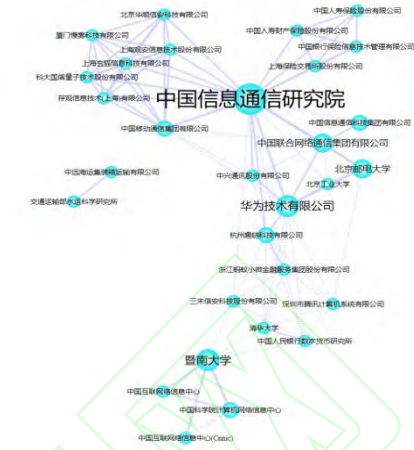 北京华顺信安科技有限公司
中国人寿保险股份有限公司
厦门慢雾科技有限公司
中国人寿财产保险股份有限公司
上海观安信息技术股份有限公司
中国银行保险信息技术管理有限公司
上海宏韬信息科技有限公司
上海保险交易所股份有限公司
科大国盾量子技术股份有限公司
存观信息技术(上海)有限公司
中国信息通信研究院
中国移动通信集团有限公司
中国信息通信科技集团有限公司
中国联合网络通信集团有限公司
中远海运集装箱运输有限公司
中兴通讯股份有限公司
北京邮电大学
北京工业大学
交通运输部水运科学研究所
华为技术有限公司
杭州趣链科技有限公司
浙江蚂蚁小微金融服务集团股份有限公司
三未信安科技股份有限公司
深圳市腾讯计算机系统有限公司
清华大学
中国人民银行数字货币研究所
暨南大学
中国互联网络信息中心
中国科学院计算机网络信息中心
中国互联网络信息中心(Cnnic)